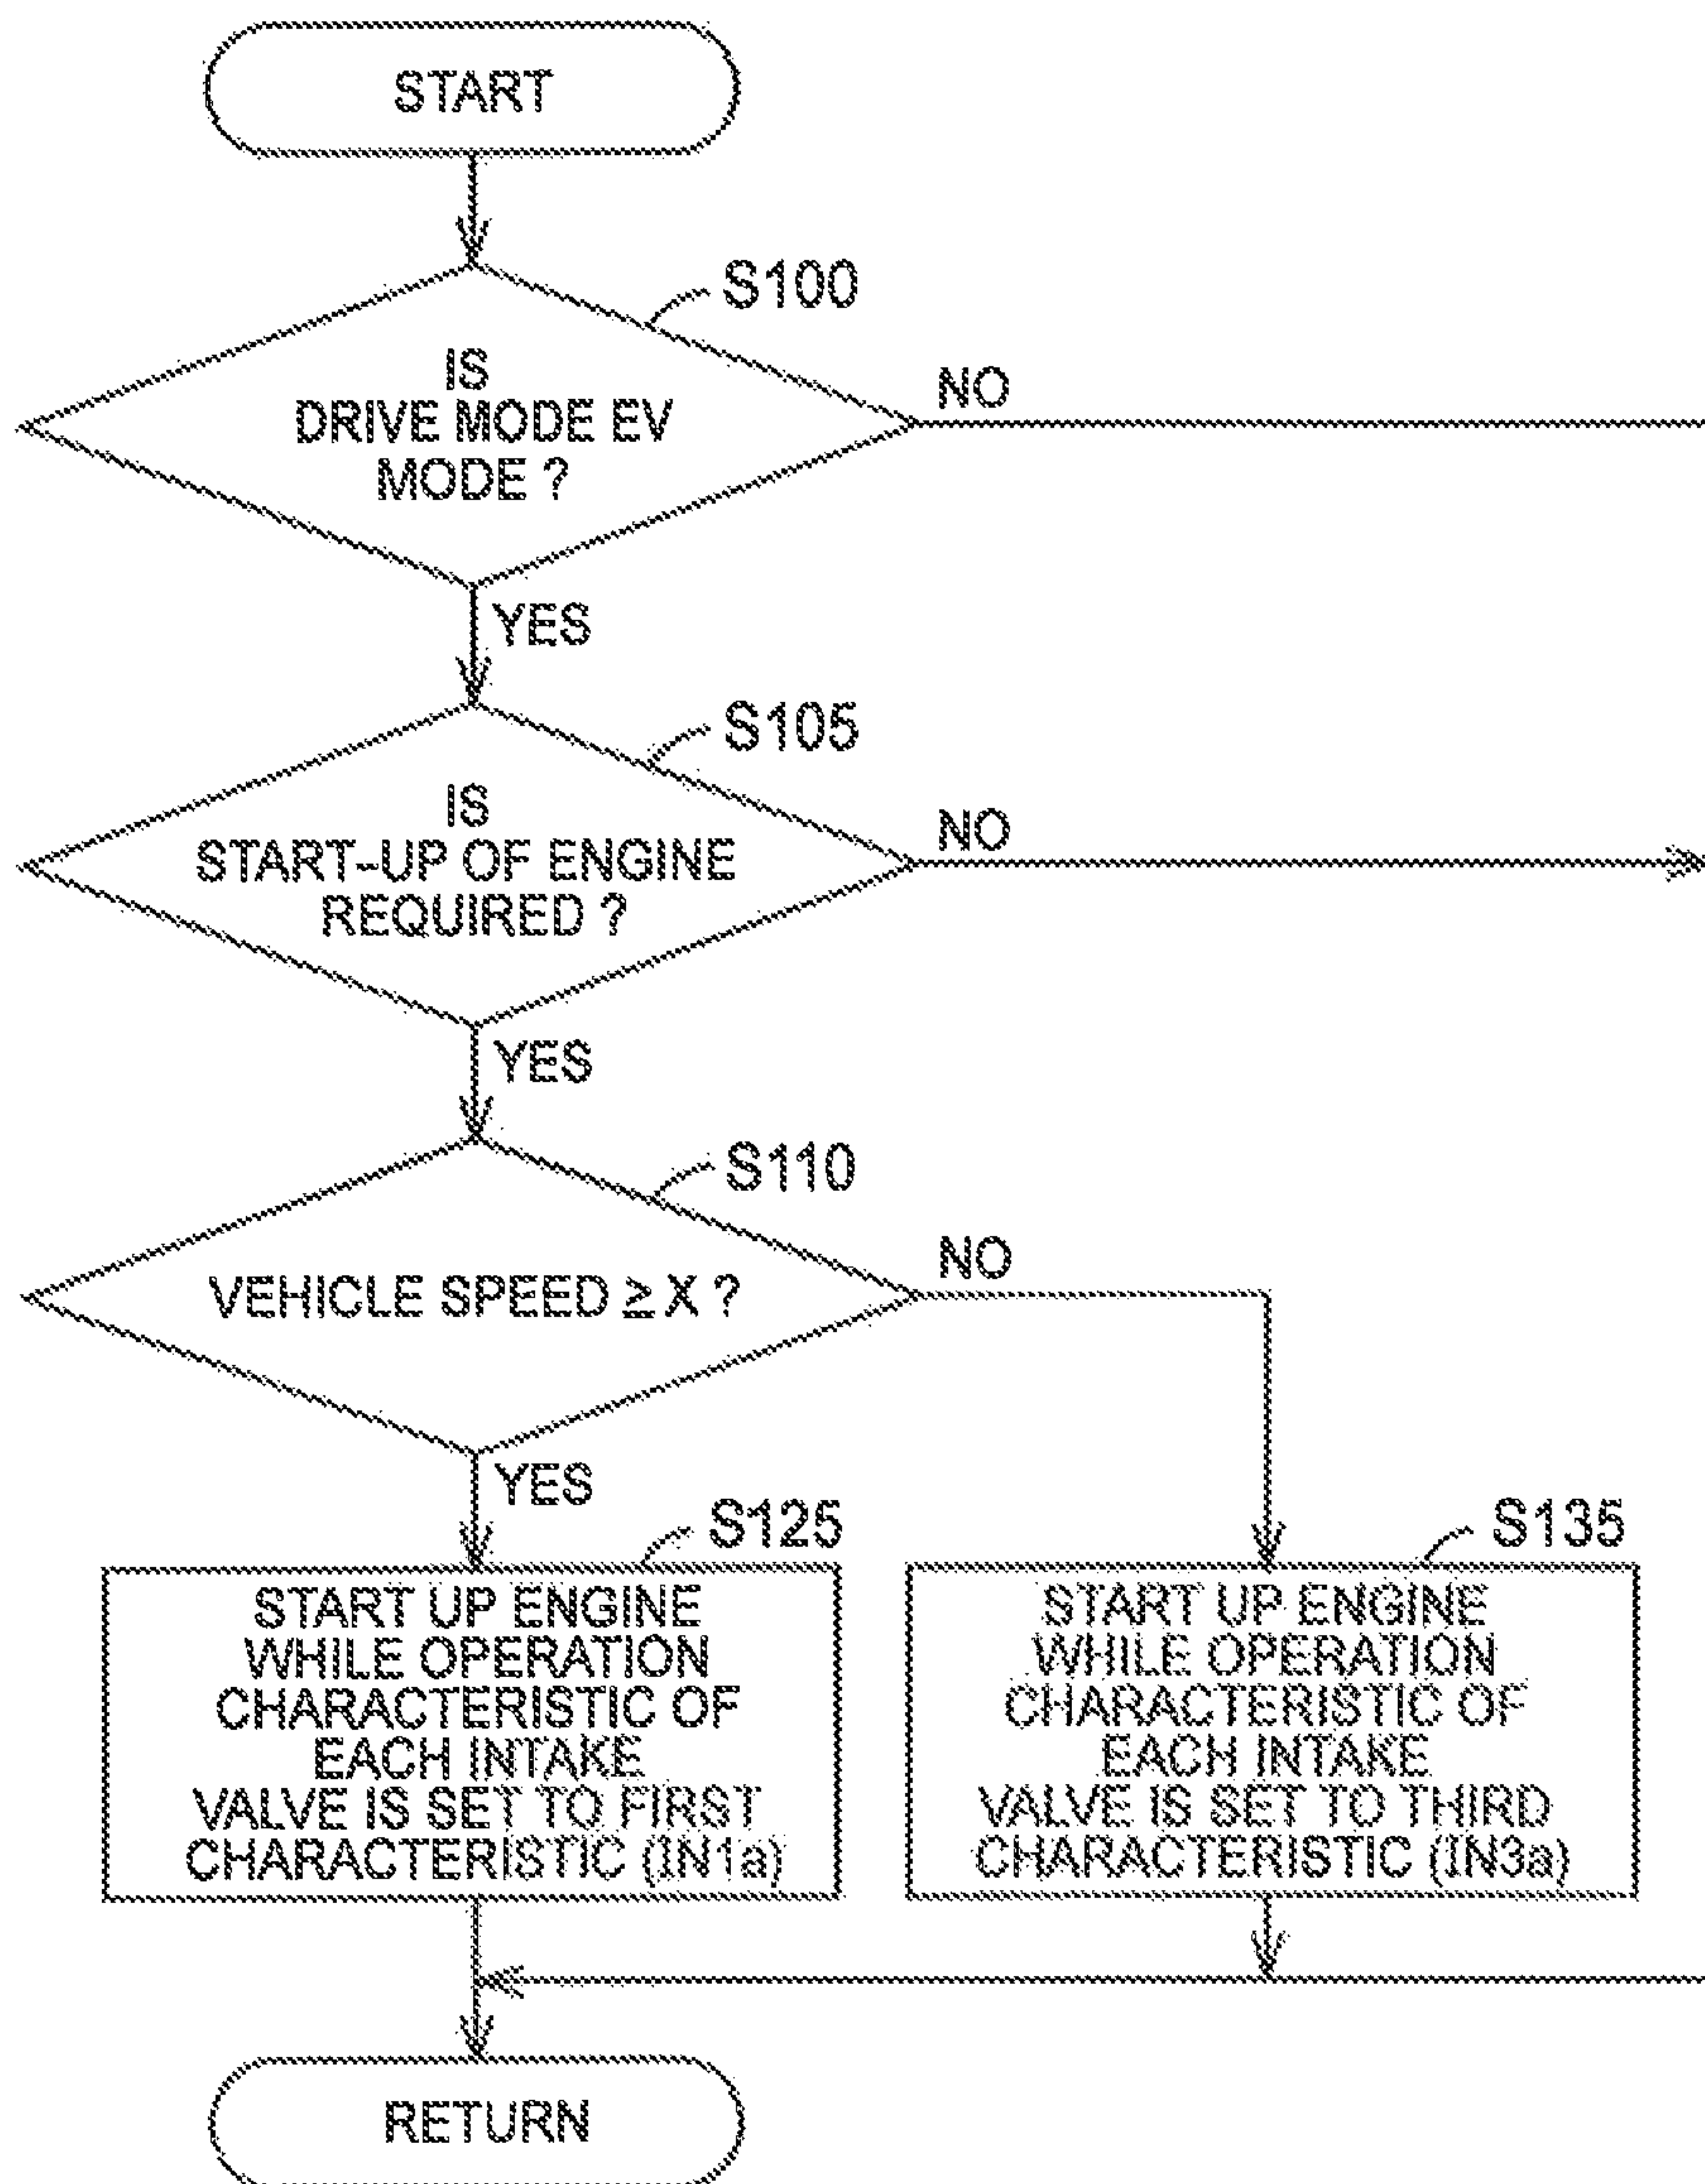 START
S100
IS
DRIVE MODE EV
MODE ?
NO
YES
S105
IS
START-UP OF ENGINE
REQUIRED ?
NO
YES
S110
VEHICLE SPEED ≥ X ?
NO
YES
S125
START UP ENGINE
WHILE OPERATION
CHARACTERISTIC OF
EACH INTAKE
VALVE IS SET TO FIRST
CHARACTERISTIC (IN1a)
S135
START UP ENGINE
WHILE OPERATION
CHARACTERISTIC OF
EACH INTAKE
VALVE IS SET TO THIRD
CHARACTERISTIC (IN3a)
RETURN